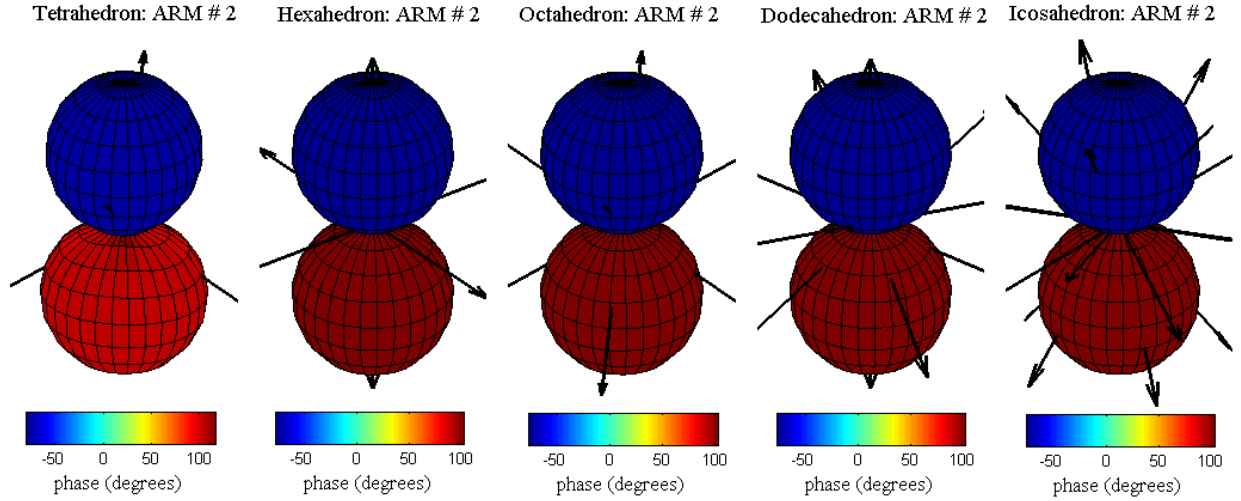 Tetrahedron: ARM # 2
Hexahedron: ARM # 2
Octahedron: ARM # 2
Dodecahedron: ARM # 2
Icosahedron: ARM # 2
-50 0 50 100
phase (degrees)
-50 0 50 100
phase (degrees)
-50 0 50 100
phase (degrees)
-50 0 50 100
phase (degrees)
-50 0 50 100
phase (degrees)